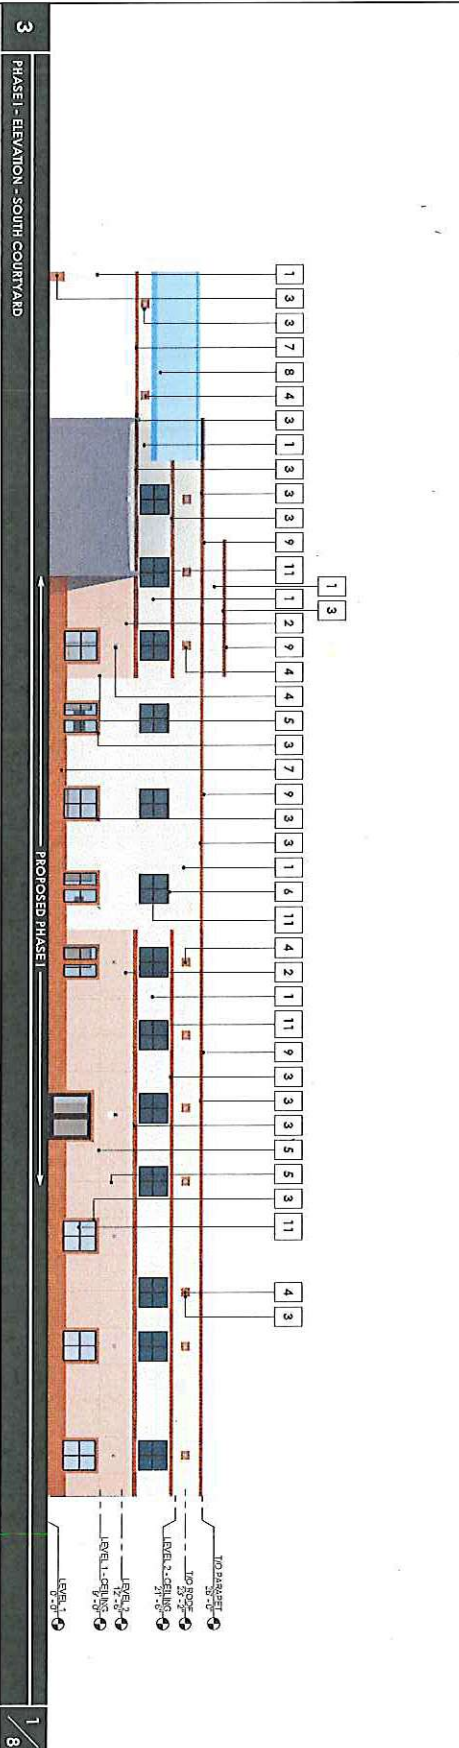 1 3
1 3 3 7 8 4 3 1 3 3 3 9 11 1 2 9 4 4 5 3 7 9 3 3 1 6 11 4 2 1 11 9 3 3 3 5 5 3 11 4 3
T/O PARAPET
26'-0"
T/O ROOF
23'-2"
LEVEL 2 - CEILING
21'-6"
LEVEL 2
12'-6"
LEVEL 1 - CEILING
9'-0"
LEVEL 1
0'-0"
PROPOSED PHASE I
3
PHASE I - ELEVATION - SOUTH COURTYARD
1/8